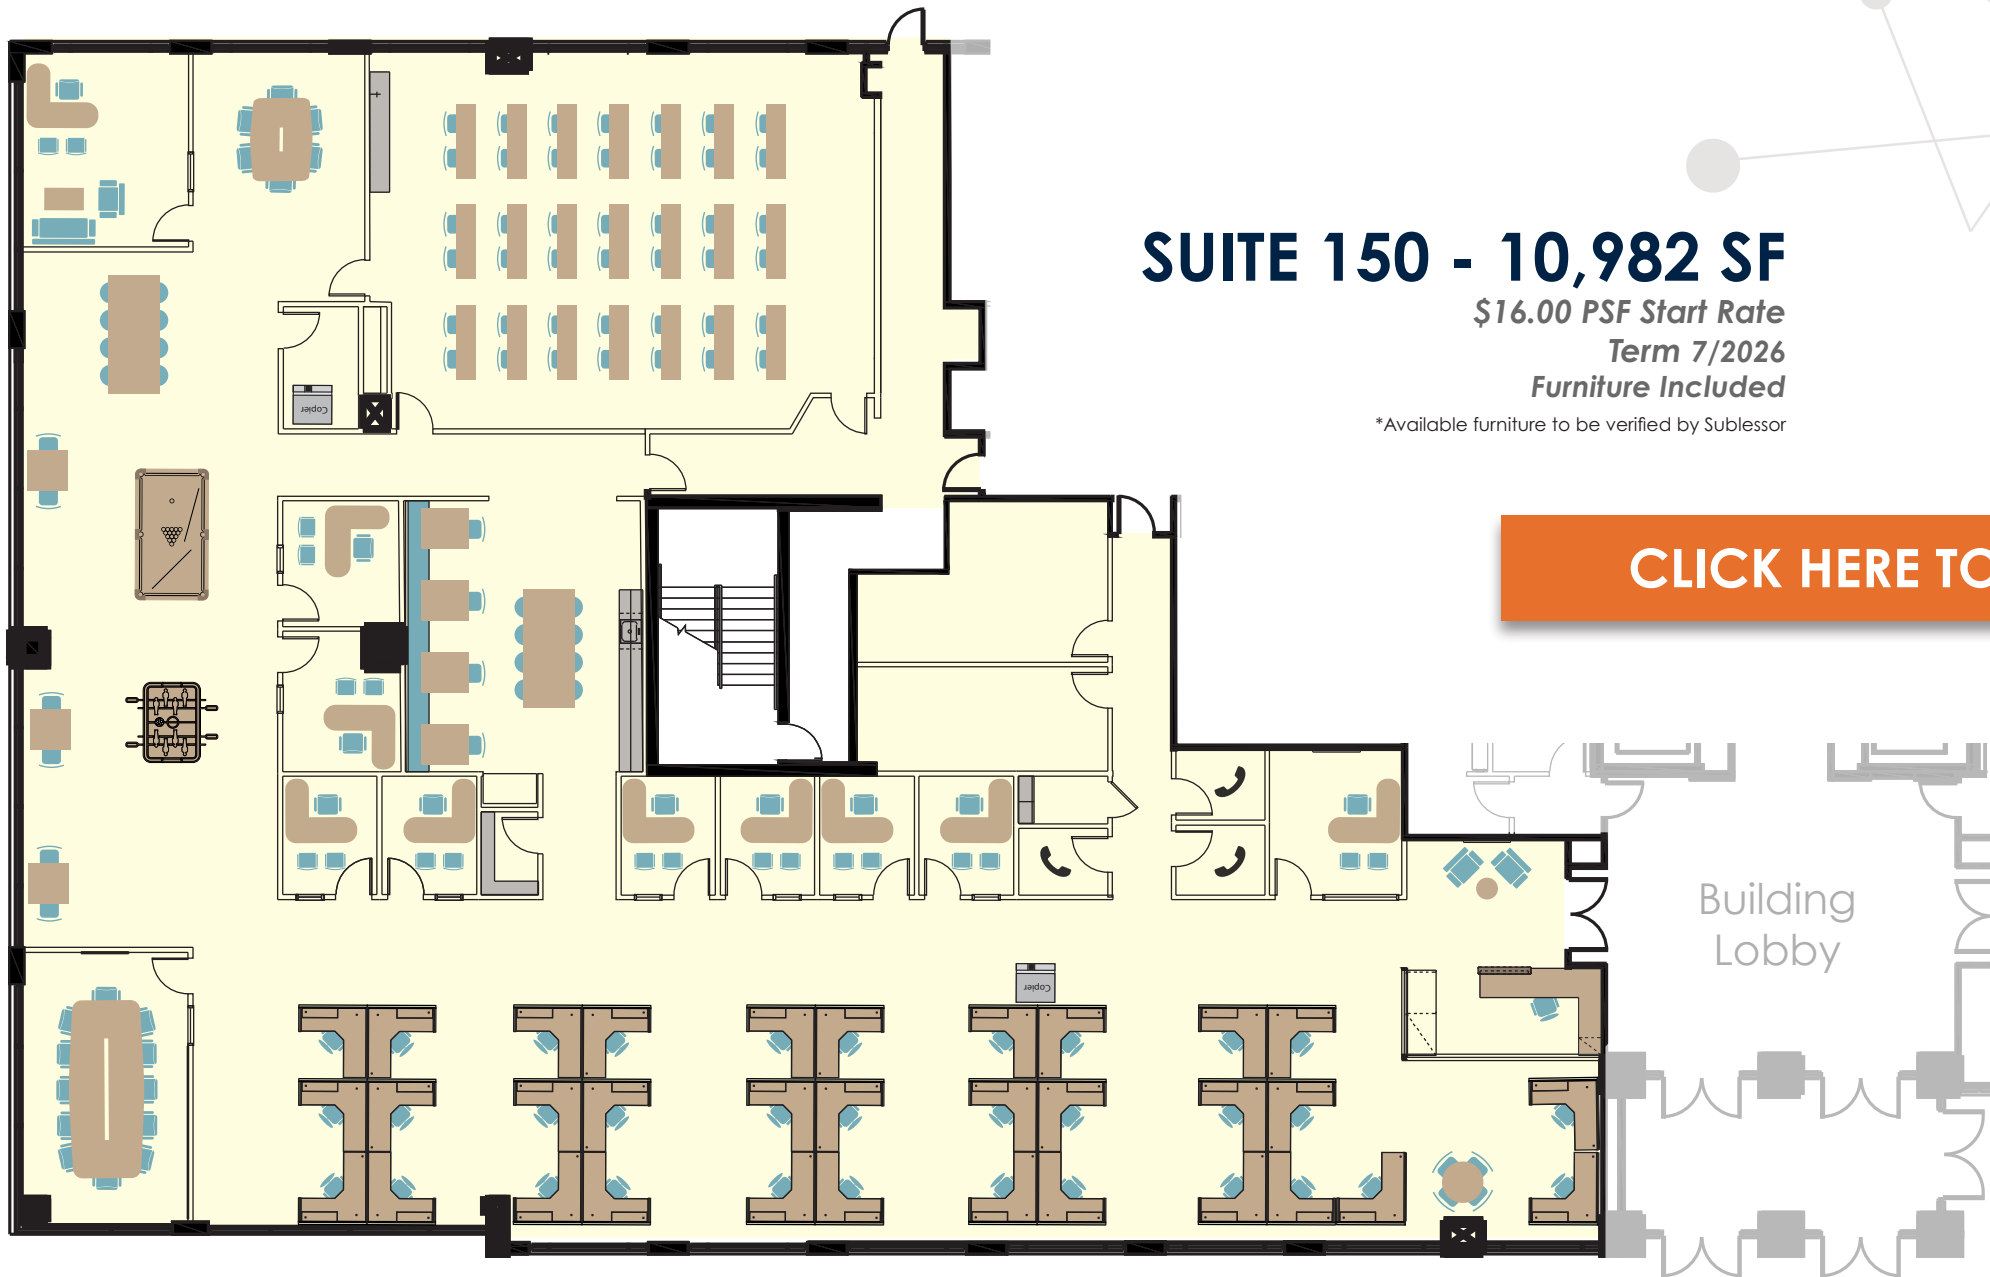 SUITE 150 - 10,982 SF
$16.00 PSF Start Rate
Term 7/2026
Furniture Included
*Available furniture to be verified by Sublessor
CLICK HERE TO
Copier
Building
Lobby
Copier